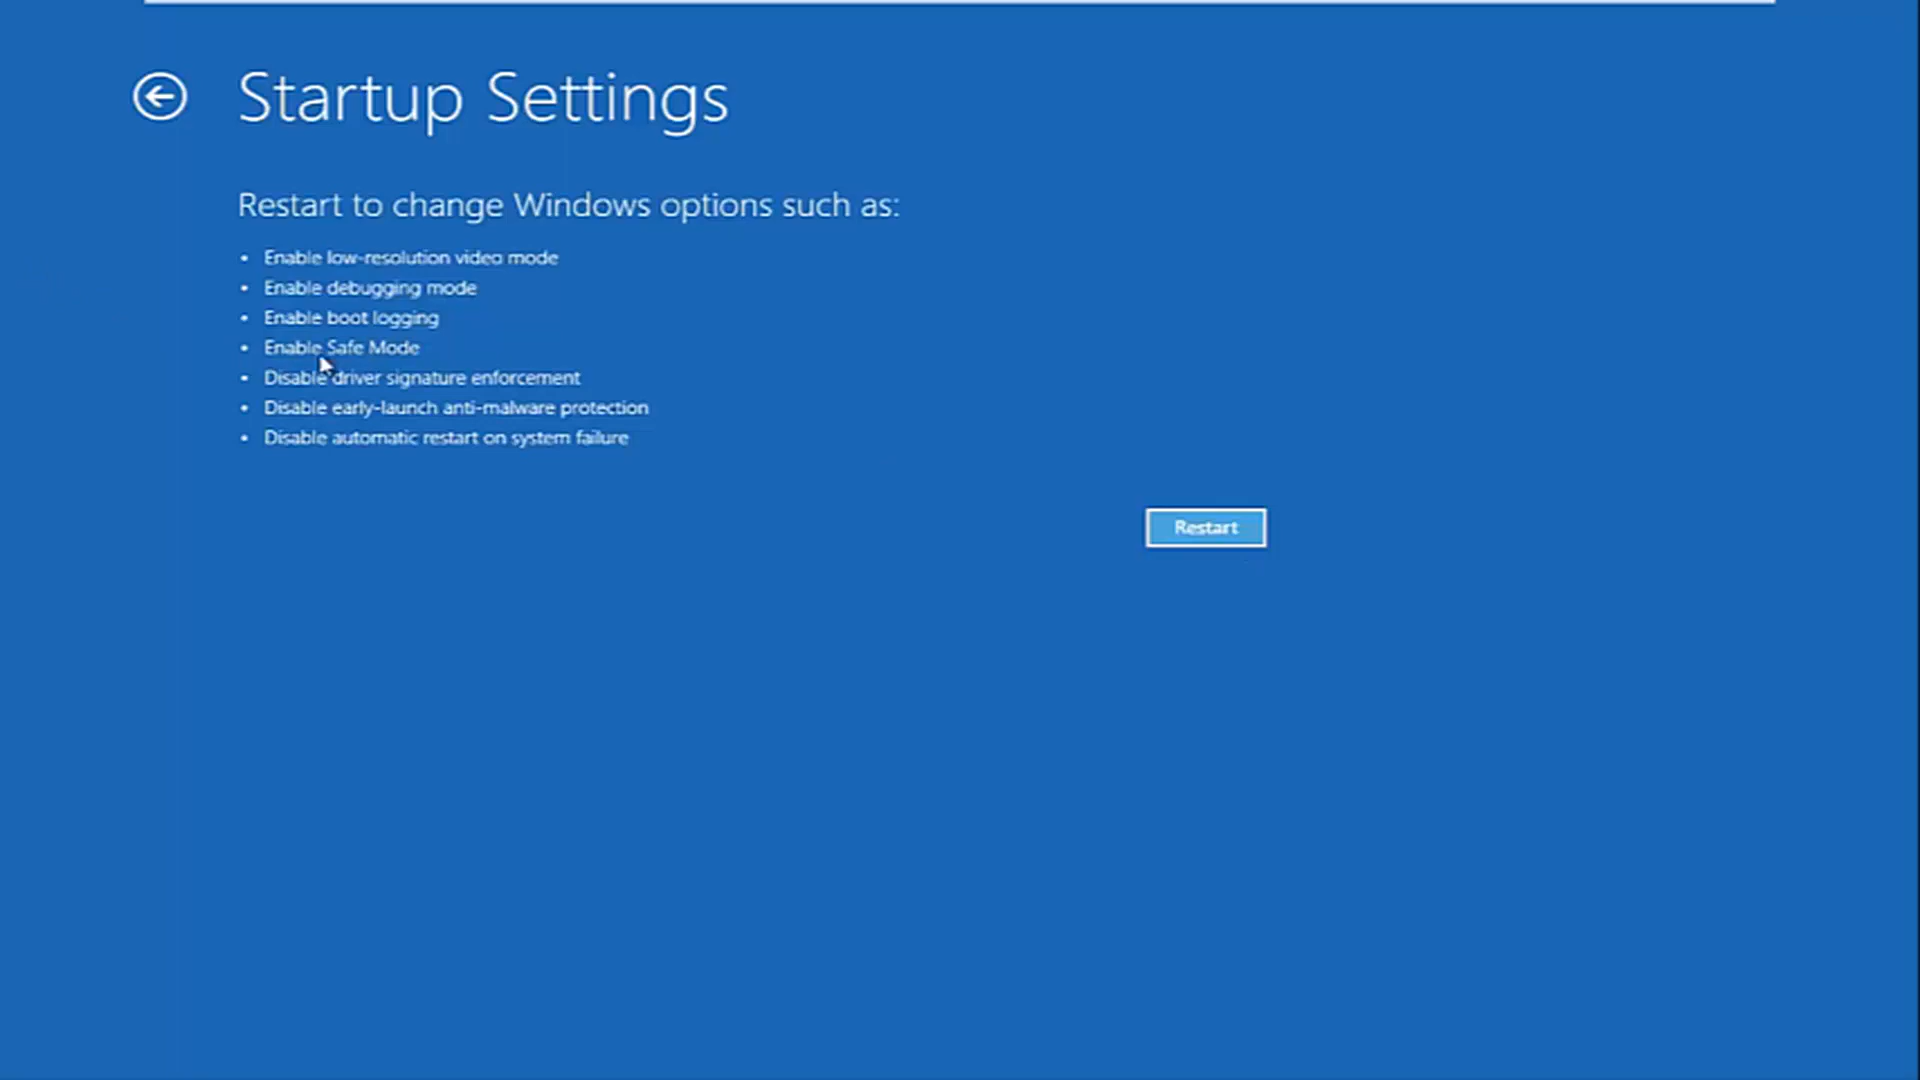 Startup Settings
Restart to change Windows options such as:
• Enable low-resolution video mode
• Enable debugging mode
• Enable boot logging
• Enable Safe Mode
• Disable driver signature enforcement
• Disable early-launch anti-malware protection
• Disable automatic restart on system failure
Restart